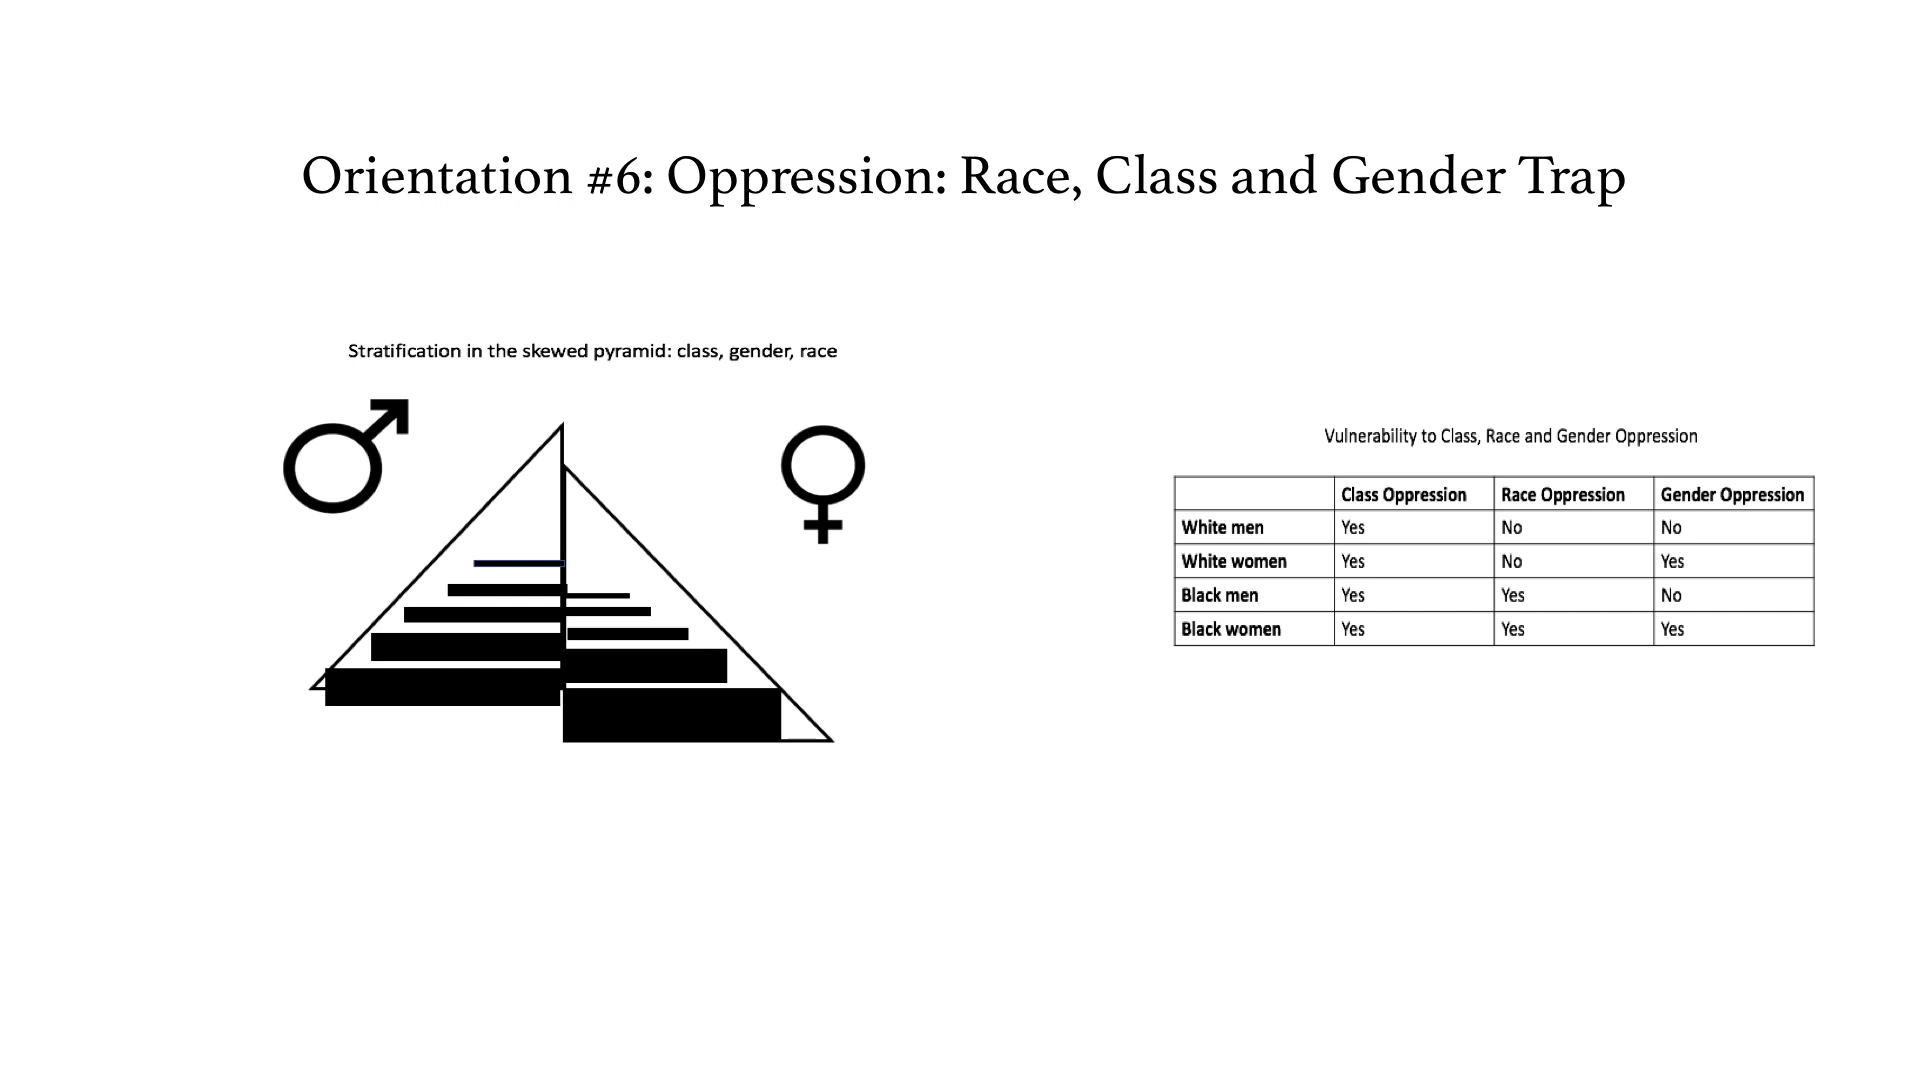 Orientation #6: Oppression: Race, Class and Gender Trap
Stratification in the skewed pyramid: class, gender, race
Vulnerability to Class, Race and Gender Oppression
Class Oppression Race Oppression Gender Oppression
White men Yes No No
White women Yes No Yes
Black men Yes Yes No
Black women Yes Yes Yes